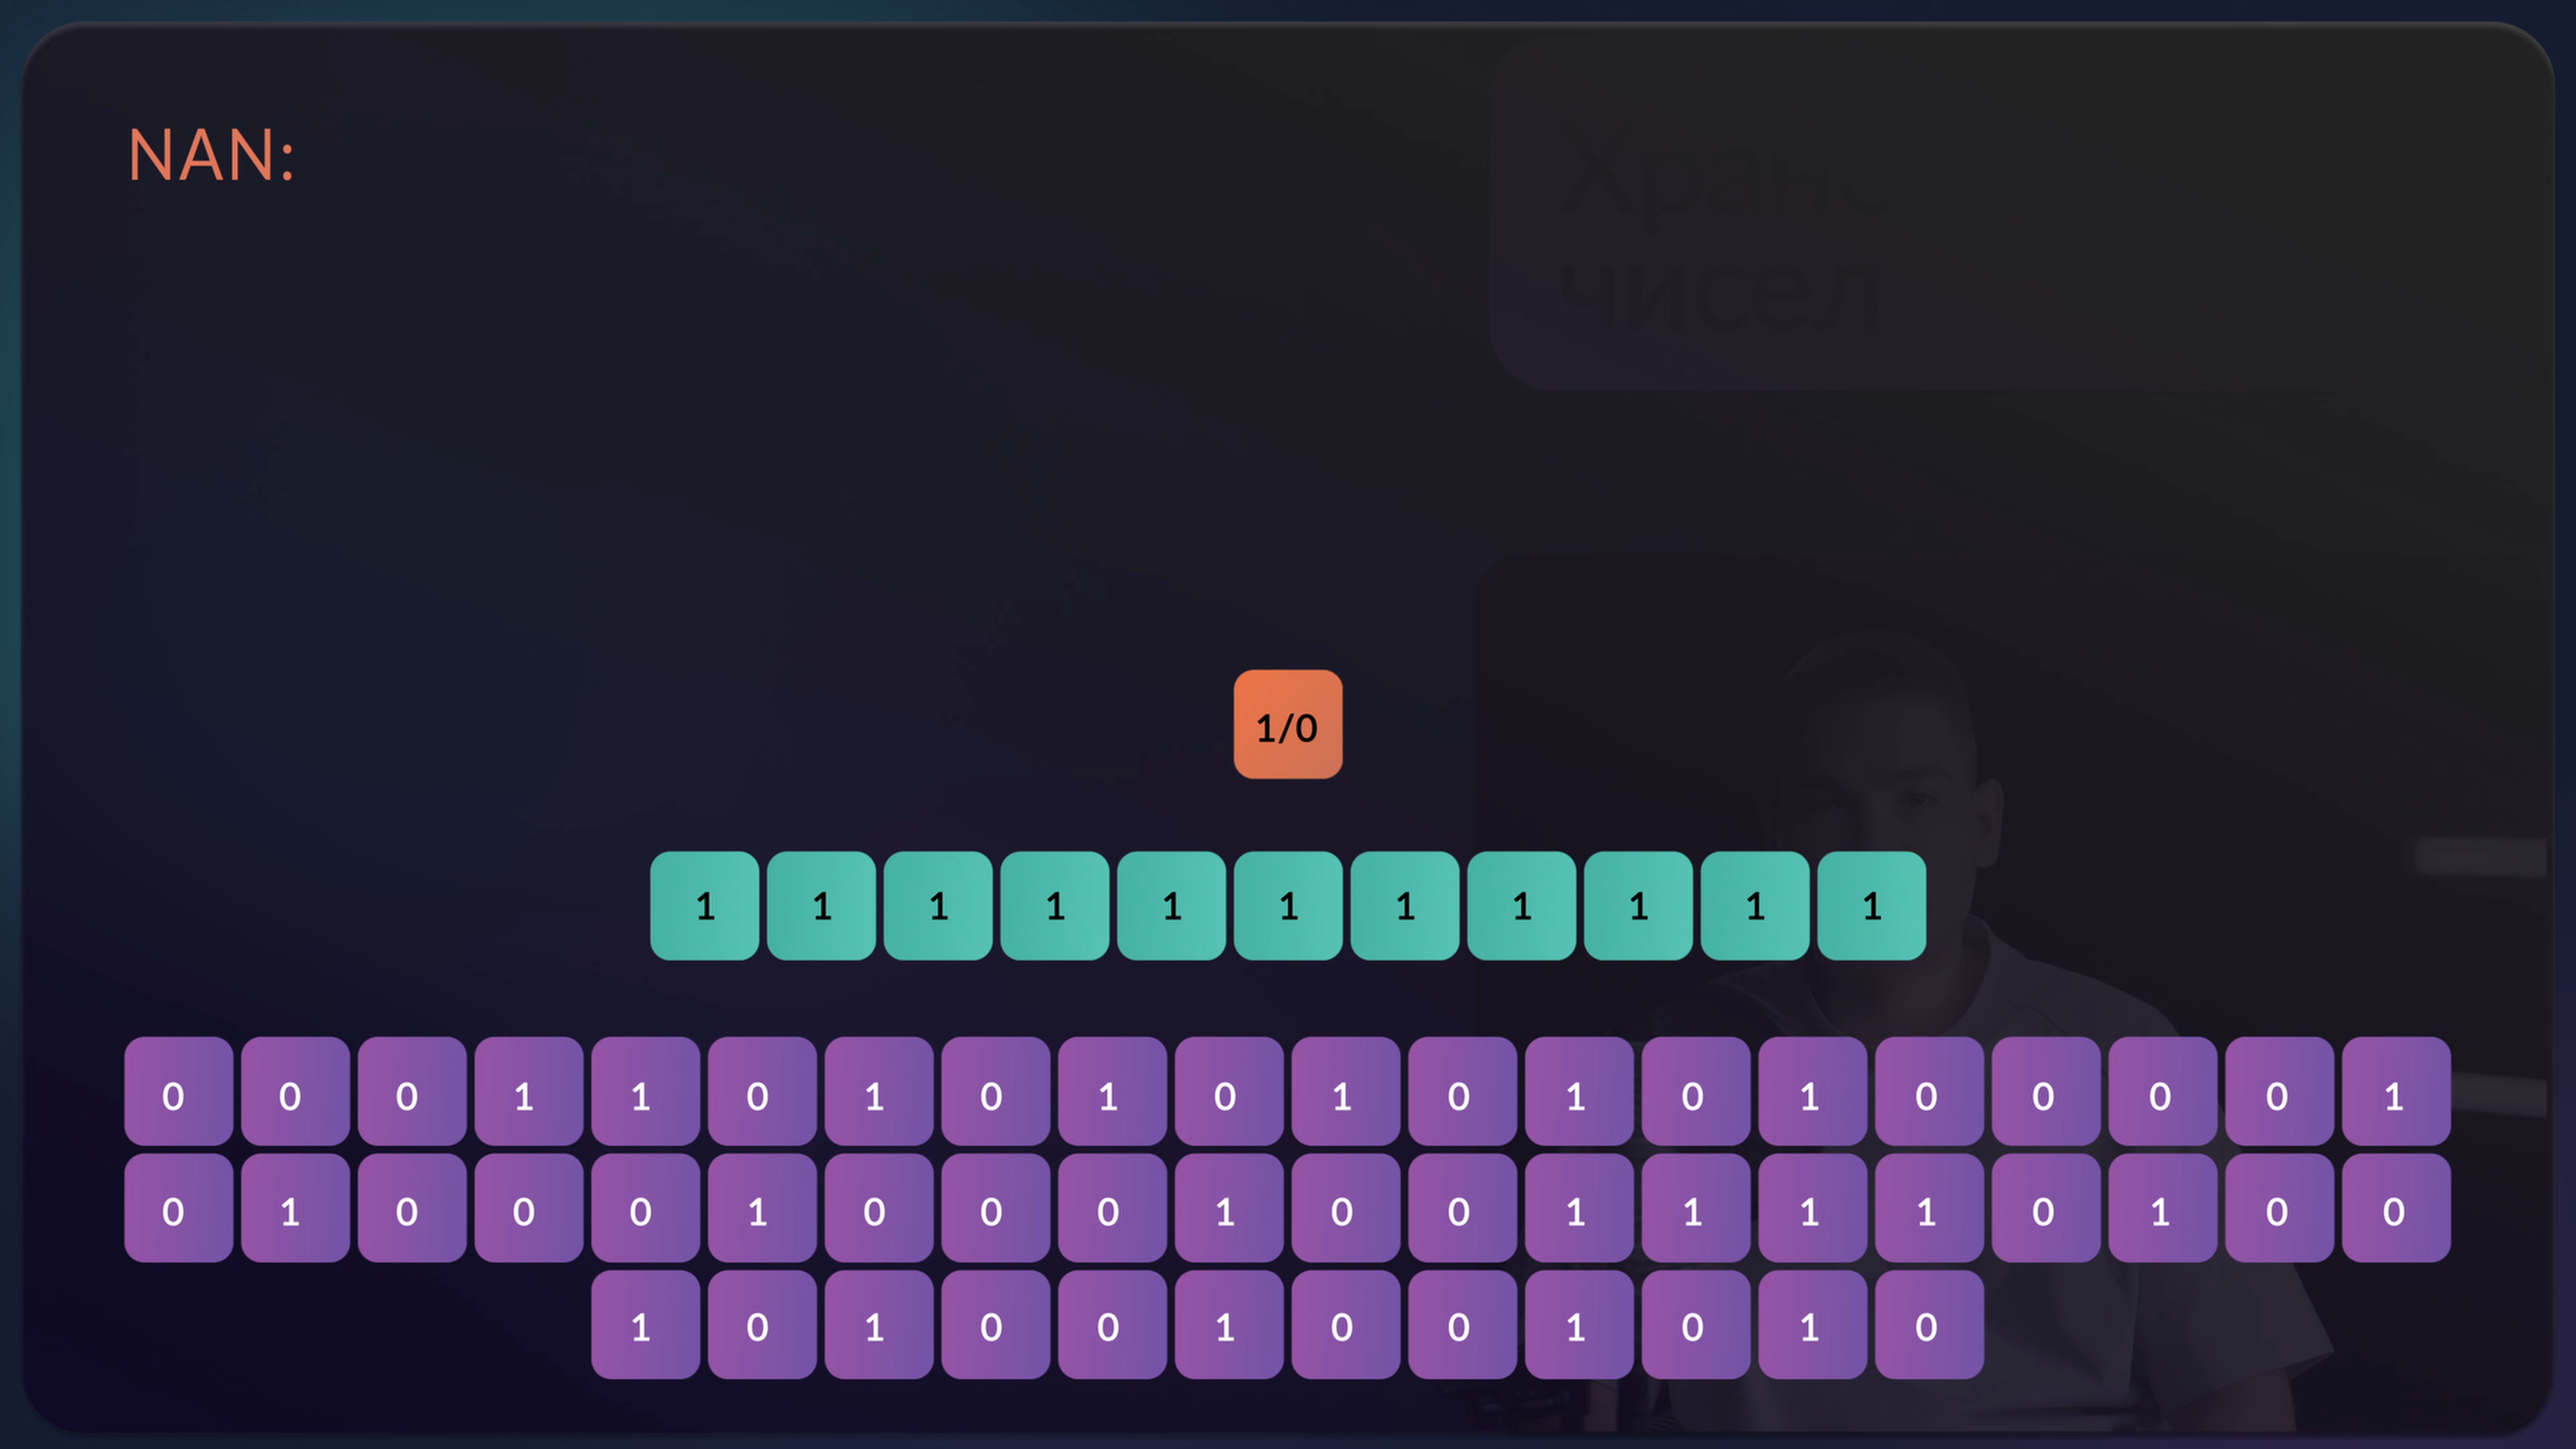 NAN:
Хранение
чисел
1/0
1 1 1 1 1 1 1 1 1 1 1
0 0 0 1 1 0 1 0 1 0 1 0 1 0 1 0 0 0 0 1
0 1 0 0 0 1 0 0 0 1 0 0 1 1 1 1 0 1 0 0
1 0 1 0 0 1 0 0 1 0 1 0